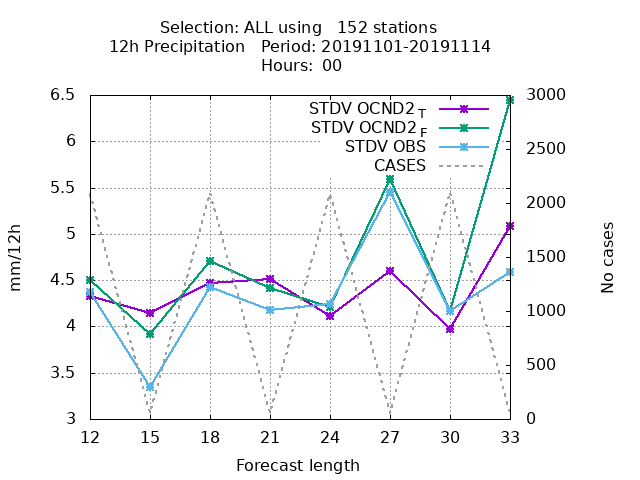 Selection: ALL using   152 stations
12h Precipitation   Period: 20191101-20191114
Hours: 00
STDV OCND2 T
STDV OCND2 F
STDV OBS
CASES
6.5
6
5.5
5
4.5
4
3.5
3
3000
2500
2000
1500
1000
500
0
mm/12h
No cases
12 15 18 21 24 27 30 33
Forecast length